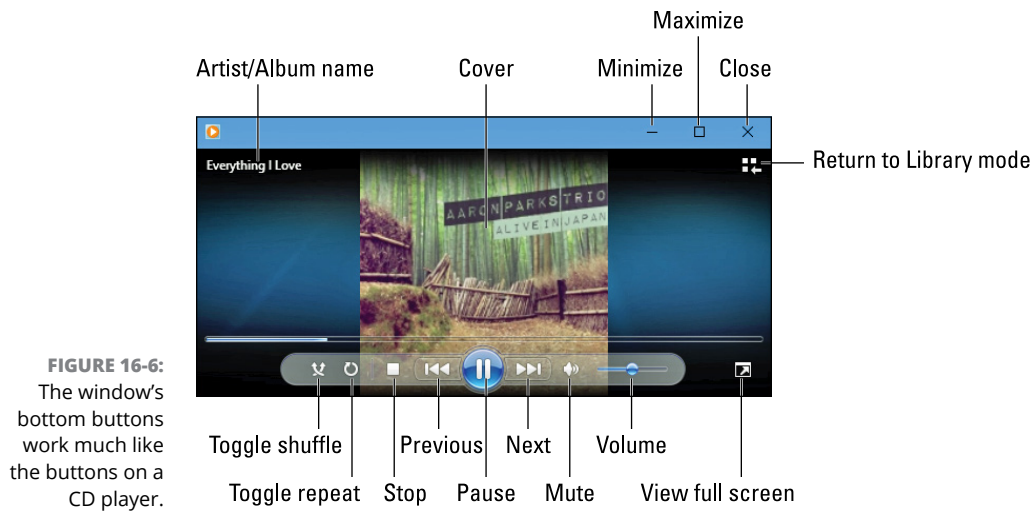 Maximize
Artist/Album name Cover Minimize Close
Everything I Love
Return to Library mode
AARON PARKS TRIO
ALIVE IN JAPAN
FIGURE 16-6:
The window's
bottom buttons
work much like
the buttons on a
CD player.
Toggle shuffle Previous Next Volume
Toggle repeat Stop Pause Mute View full screen